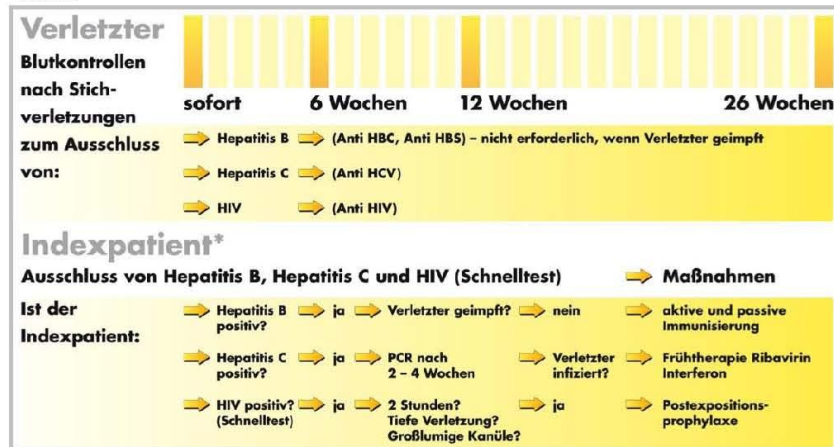 Verletzter
Blutkontrollen
nach Stich-
verletzungen
zum Ausschluss
von:
sofort 6 Wochen 12 Wochen 26 Wochen
Hepatitis B (Anti HBC, Anti HBS) – nicht erforderlich, wenn Verletzter geimpft
Hepatitis C (Anti HCV)
HIV (Anti HIV)
Indexpatient*
Ausschluss von Hepatitis B, Hepatitis C und HIV (Schnelltest) Maßnahmen
Ist der
Indexpatient:
Hepatitis B ja Verletzter geimpft? nein aktive und passive
positiv? Immunisierung
Hepatitis C ja PCR nach Verletzter Frühtherapie Ribavirin
positiv? 2 – 4 Wochen infiziert? Interferon
HIV positiv? ja 2 Stunden? ja Postexpositions-
(Schnelltest) Tiefe Verletzung? prophylaxe
Großlumige Kanüle?